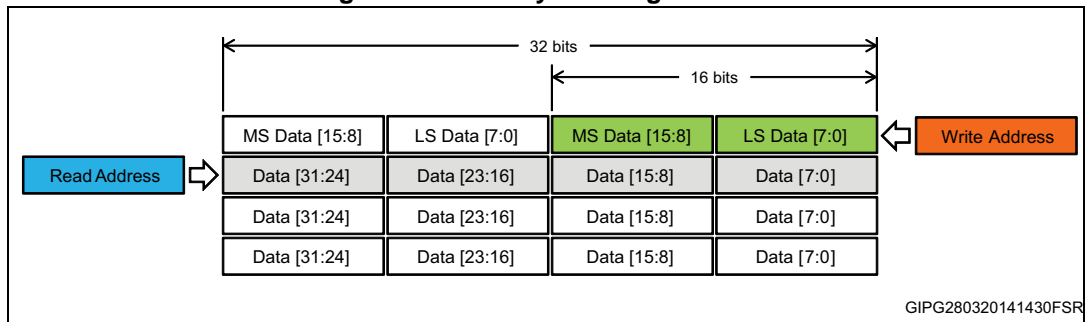 32 bits
16 bits
MS Data [15:8] LS Data [7:0] MS Data [15:8] LS Data [7:0] Write Address
Read Address Data [31:24] Data [23:16] Data [15:8] Data [7:0]
Data [31:24] Data [23:16] Data [15:8] Data [7:0]
Data [31:24] Data [23:16] Data [15:8] Data [7:0]
GIPG280320141430FSR